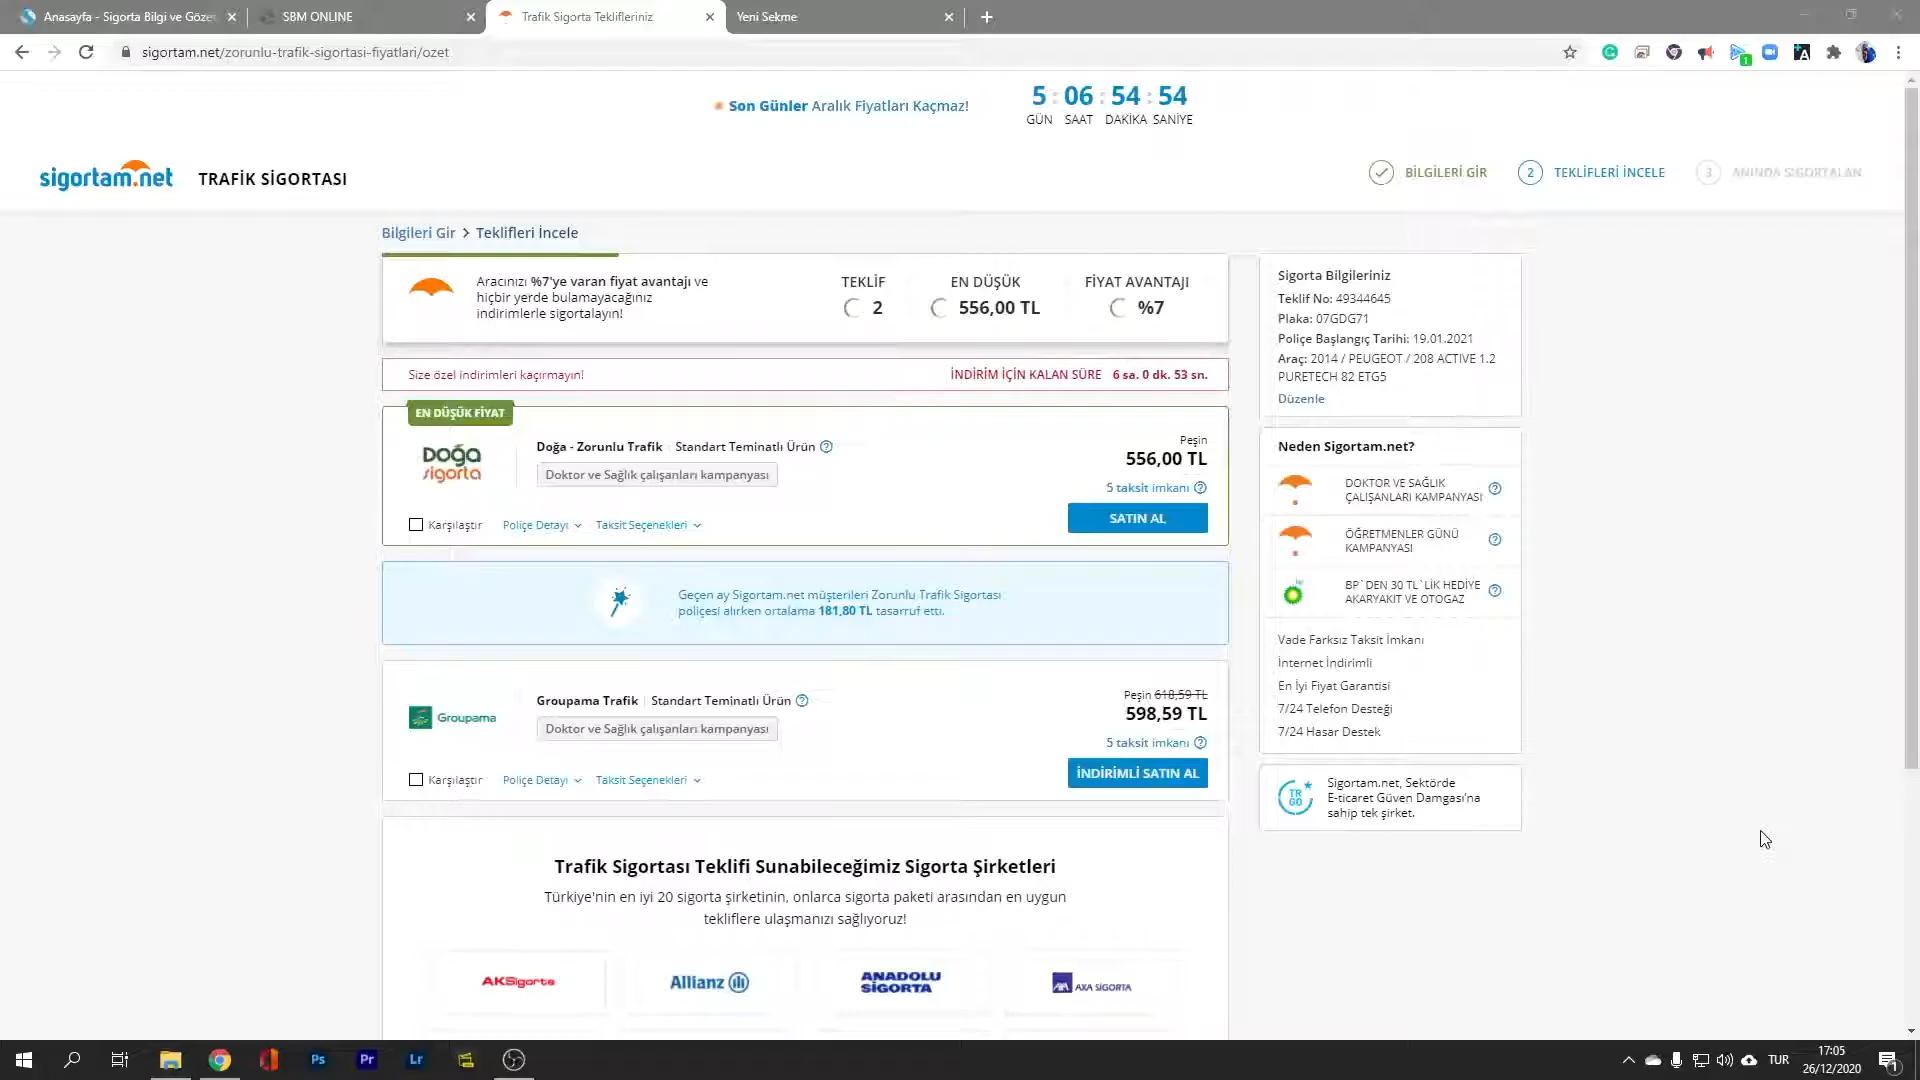 Anasayfa - Sigorta Bilgi ve Gözet
SBM ONLINE
Trafik Sigorta Teklifleriniz
Yeni Sekme
sigortam.net/zorunlu-trafik-sigortasi-fiyatlari/ozet
Son Günler Aralık Fiyatları Kaçmaz!
5 : 06 : 54 : 54
GÜN SAAT DAKİKA SANİYE
sigortam.net TRAFİK SİGORTASI
BİLGİLERİ GİR
2 TEKLİFLERİ İNCELE
3 ANINDA SİGORTALAN
Bilgileri Gir > Teklifleri İncele
Aracınızı %7'ye varan fiyat avantajı ve
hiçbir yerde bulamayacağınız
indirimlerle sigortalayın!
TEKLİF
2
EN DÜŞÜK
556,00 TL
FİYAT AVANTAJI
%7
Size özel indirimleri kaçırmayın!
İNDİRİM İÇİN KALAN SÜRE 6 sa. 0 dk. 53 sn.
EN DÜŞÜK FİYAT
Doğa
sigorta
Doğa - Zorunlu Trafik | Standart Teminatlı Ürün
Doktor ve Sağlık çalışanları kampanyası
Peşin
556,00 TL
5 taksit imkanı
SATIN AL
Karşılaştır Poliçe Detayı Taksit Seçenekleri
Geçen ay Sigortam.net müşterileri Zorunlu Trafik Sigortası
poliçesi alırken ortalama 181,80 TL tasarruf etti.
Groupama
Groupama Trafik | Standart Teminatlı Ürün
Doktor ve Sağlık çalışanları kampanyası
Peşin 618,59 TL
598,59 TL
5 taksit imkanı
İNDİRİMLİ SATIN AL
Karşılaştır Poliçe Detayı Taksit Seçenekleri
Trafik Sigortası Teklifi Sunabileceğimiz Sigorta Şirketleri
Türkiye'nin en iyi 20 sigorta şirketinin, onlarca sigorta paketi arasından en uygun
tekliflere ulaşmanızı sağlıyoruz!
AKSigorta
Allianz
ANADOLU
SİGORTA
AXA SİGORTA
Sigorta Bilgileriniz
Teklif No: 49344645
Plaka: 07GDG71
Poliçe Başlangıç Tarihi: 19.01.2021
Araç: 2014 / PEUGEOT / 208 ACTIVE 1.2
PURETECH 82 ETG5
Düzenle
Neden Sigortam.net?
DOKTOR VE SAĞLIK
ÇALIŞANLARI KAMPANYASI
ÖĞRETMENLER GÜNÜ
KAMPANYASI
BP`DEN 30 TL`LİK HEDİYE
AKARYAKIT VE OTOGAZ
Vade Farksız Taksit İmkanı
İnternet İndirimli
En İyi Fiyat Garantisi
7/24 Telefon Desteği
7/24 Hasar Destek
TR
GO
Sigortam.net, Sektörde
E-ticaret Güven Damgası'na
sahip tek şirket.
Ps
Pr
Lr
TUR
17:05
26/12/2020
1